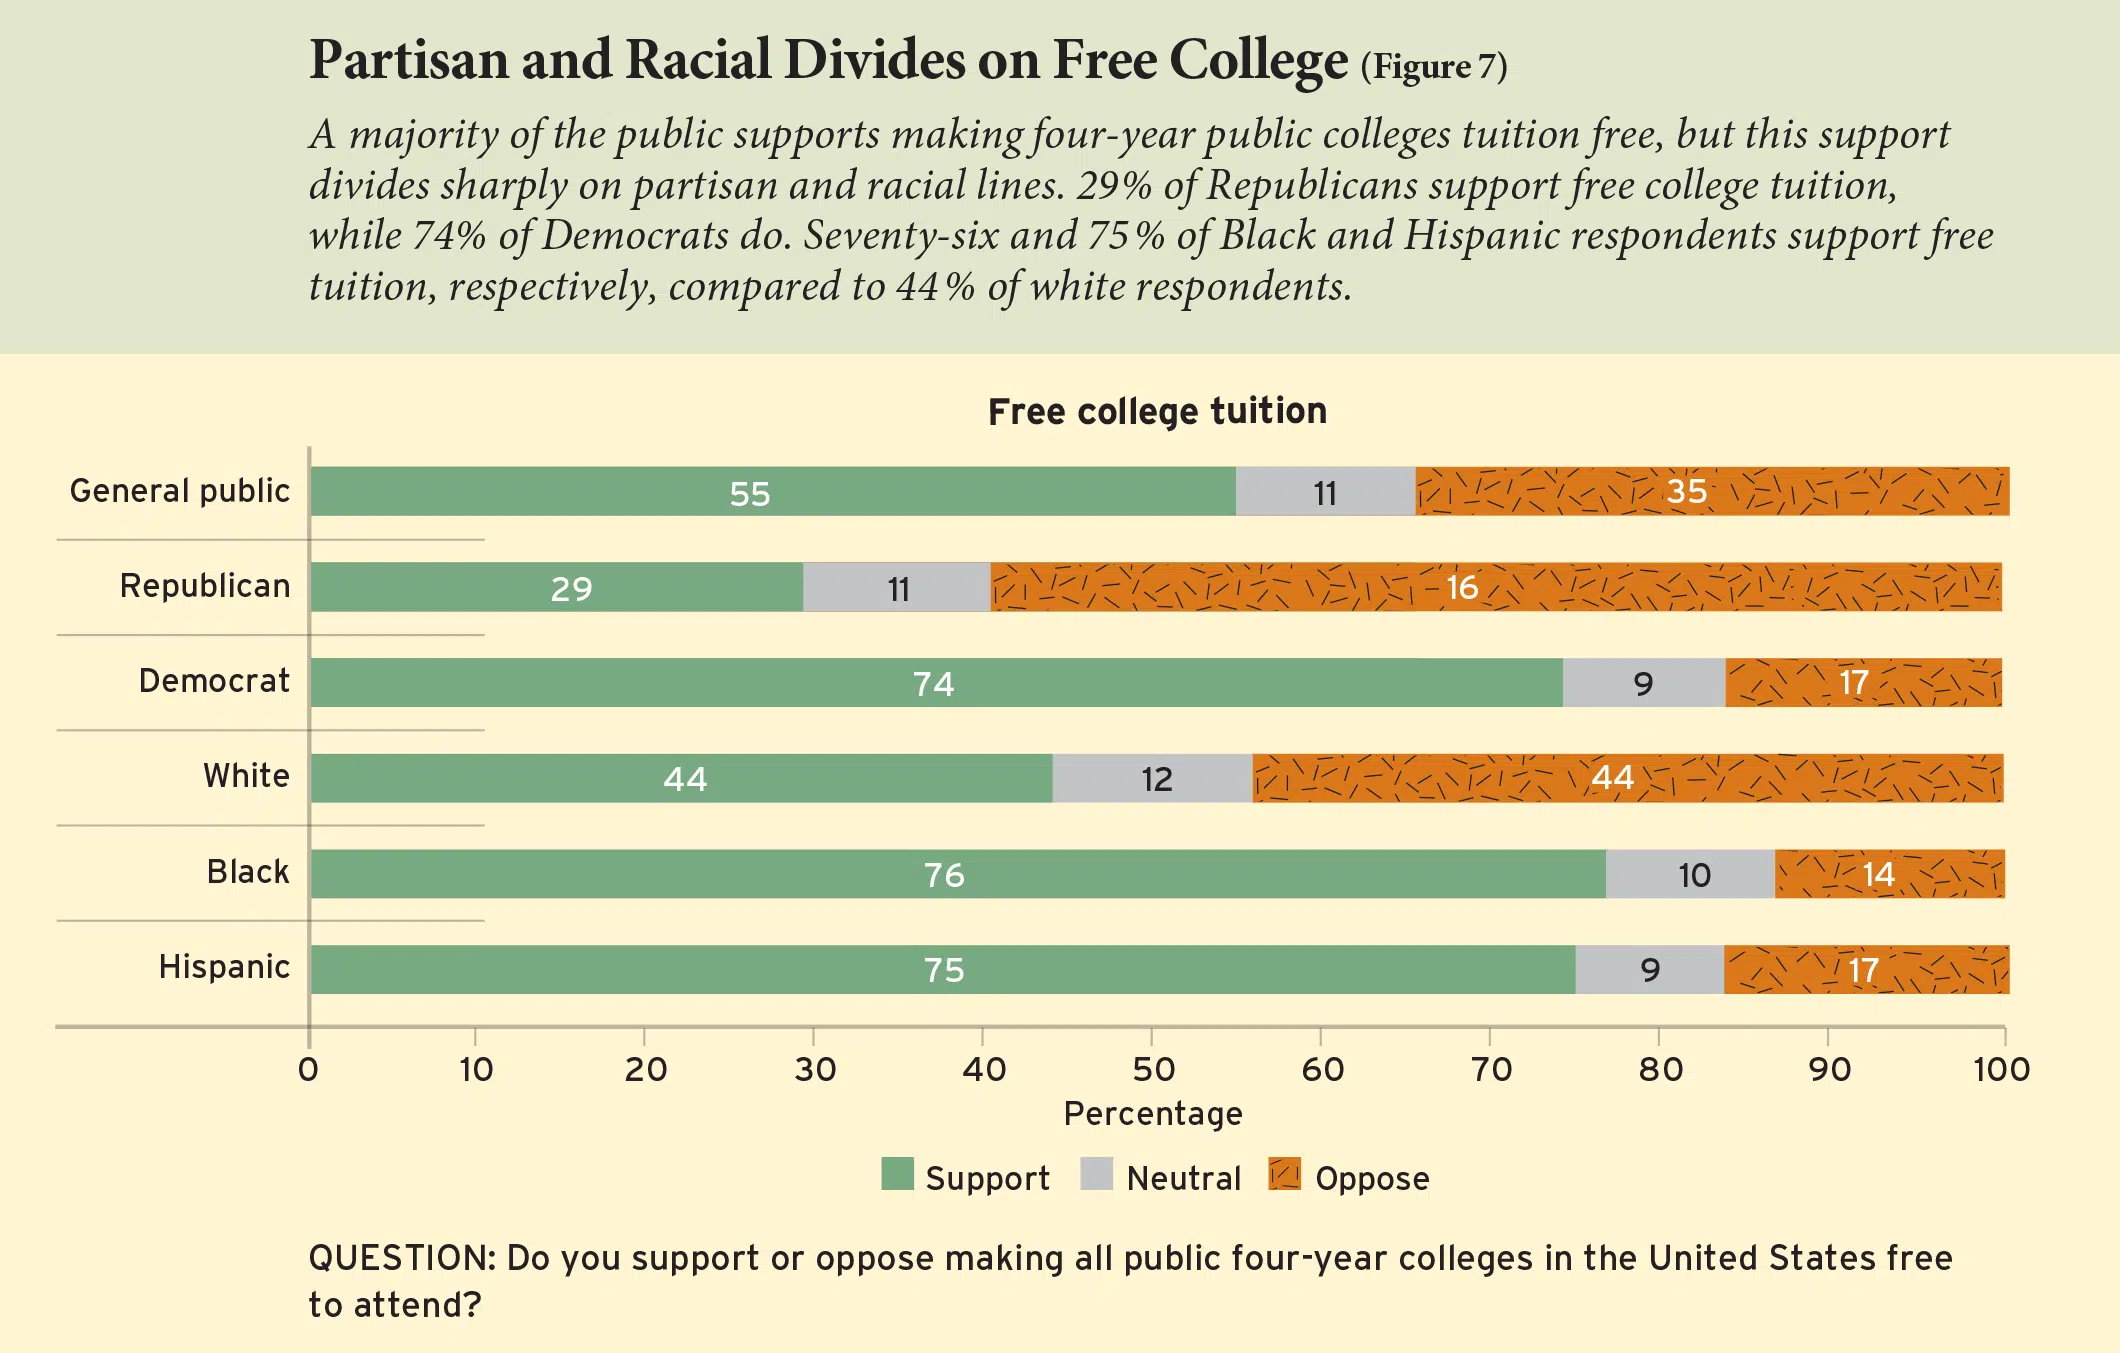 Partisan and Racial Divides on Free College (Figure 7)
A majority of the public supports making four-year public colleges tuition free, but this support
divides sharply on partisan and racial lines. 29% of Republicans support free college tuition,
while 74% of Democrats do. Seventy-six and 75% of Black and Hispanic respondents support free
tuition, respectively, compared to 44% of white respondents.
Free college tuition
General public 55 11 35
Republican 29 11 16
Democrat 74 9 17
White 44 12 44
Black 76 10 14
Hispanic 75 9 17
0 10 20 30 40 50 60 70 80 90 100
Percentage
Support Neutral Oppose
QUESTION: Do you support or oppose making all public four-year colleges in the United States free
to attend?